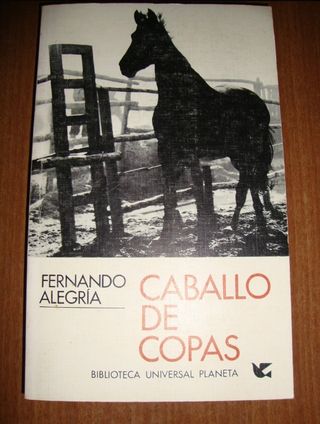 FERNANDO
ALEGRÍA
CABALLO
DE
COPAS
BIBLIOTECA UNIVERSAL PLANETA